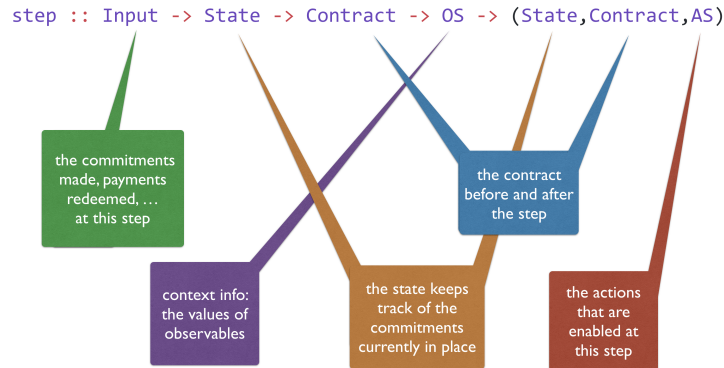 step :: Input -> State -> Contract -> OS -> (State,Contract,AS)
the commitments
made, payments
redeemed, …
at this step
the contract
before and after
the step
context info:
the values of
observables
the state keeps
track of the
commitments
currently in place
the actions
that are
enabled at
this step